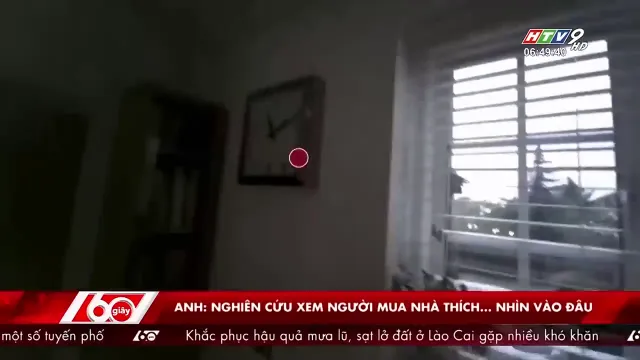 HTV9 HD
06:49:40
60 giây
ANH: NGHIÊN CỨU XEM NGƯỜI MUA NHÀ THÍCH... NHÌN VÀO ĐÂU
một số tuyến phố 60 Khắc phục hậu quả mưa lũ, sạt lở đất ở Lào Cai gặp nhiều khó khăn